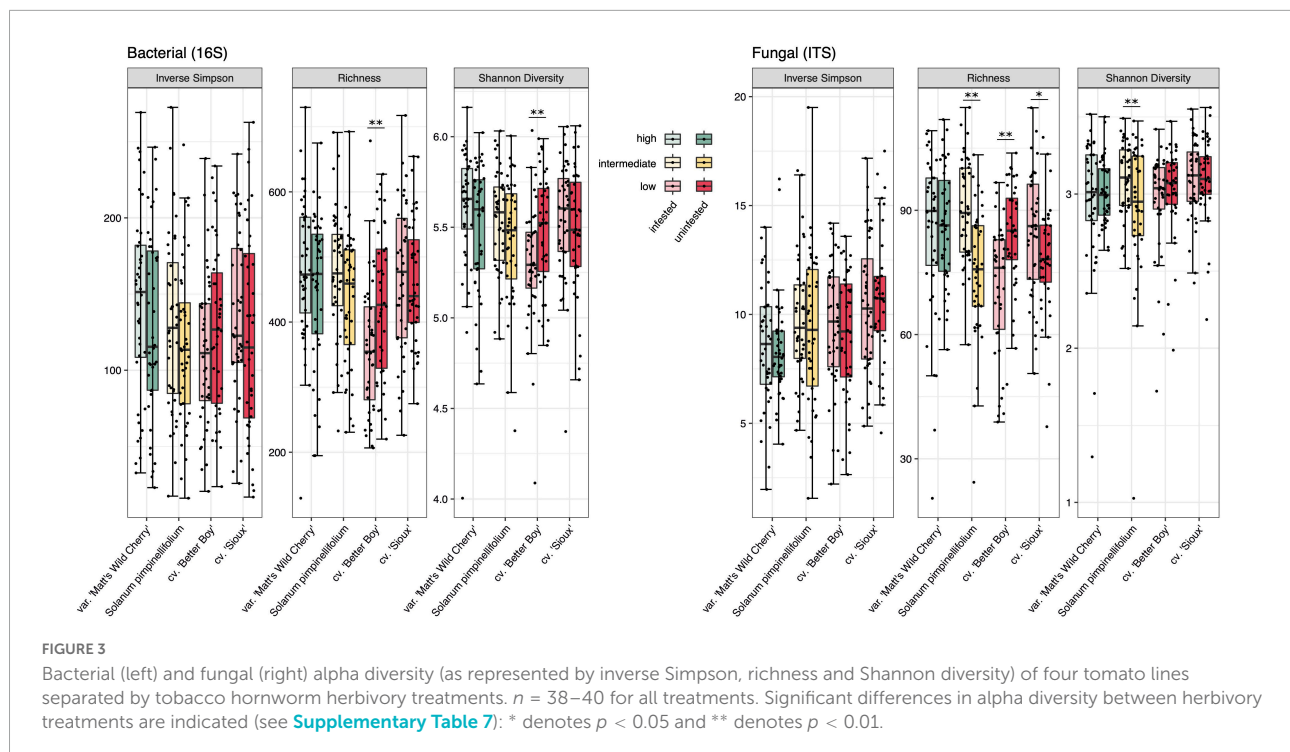 Bacterial (16S)
Inverse Simpson
Richness
Shannon Diversity
200
100
600
400
200
6.0
5.5
5.0
4.5
4.0
**
**
var. 'Matt's Wild Cherry'
Solanum pimpinellifolium
cv. 'Better Boy'
cv. 'Sioux'
var. 'Matt's Wild Cherry'
Solanum pimpinellifolium
cv. 'Better Boy'
cv. 'Sioux'
var. 'Matt's Wild Cherry'
Solanum pimpinellifolium
cv. 'Better Boy'
cv. 'Sioux'
high
intermediate
low
infested
uninfested
Fungal (ITS)
Inverse Simpson
Richness
Shannon Diversity
20
15
10
5
90
60
30
3
2
1
**
**
*
**
var. 'Matt's Wild Cherry'
Solanum pimpinellifolium
cv. 'Better Boy'
cv. 'Sioux'
var. 'Matt's Wild Cherry'
Solanum pimpinellifolium
cv. 'Better Boy'
cv. 'Sioux'
var. 'Matt's Wild Cherry'
Solanum pimpinellifolium
cv. 'Better Boy'
cv. 'Sioux'
FIGURE 3
Bacterial (left) and fungal (right) alpha diversity (as represented by inverse Simpson, richness and Shannon diversity) of four tomato lines
separated by tobacco hornworm herbivory treatments. n = 38–40 for all treatments. Significant differences in alpha diversity between herbivory
treatments are indicated (see Supplementary Table 7): * denotes p < 0.05 and ** denotes p < 0.01.